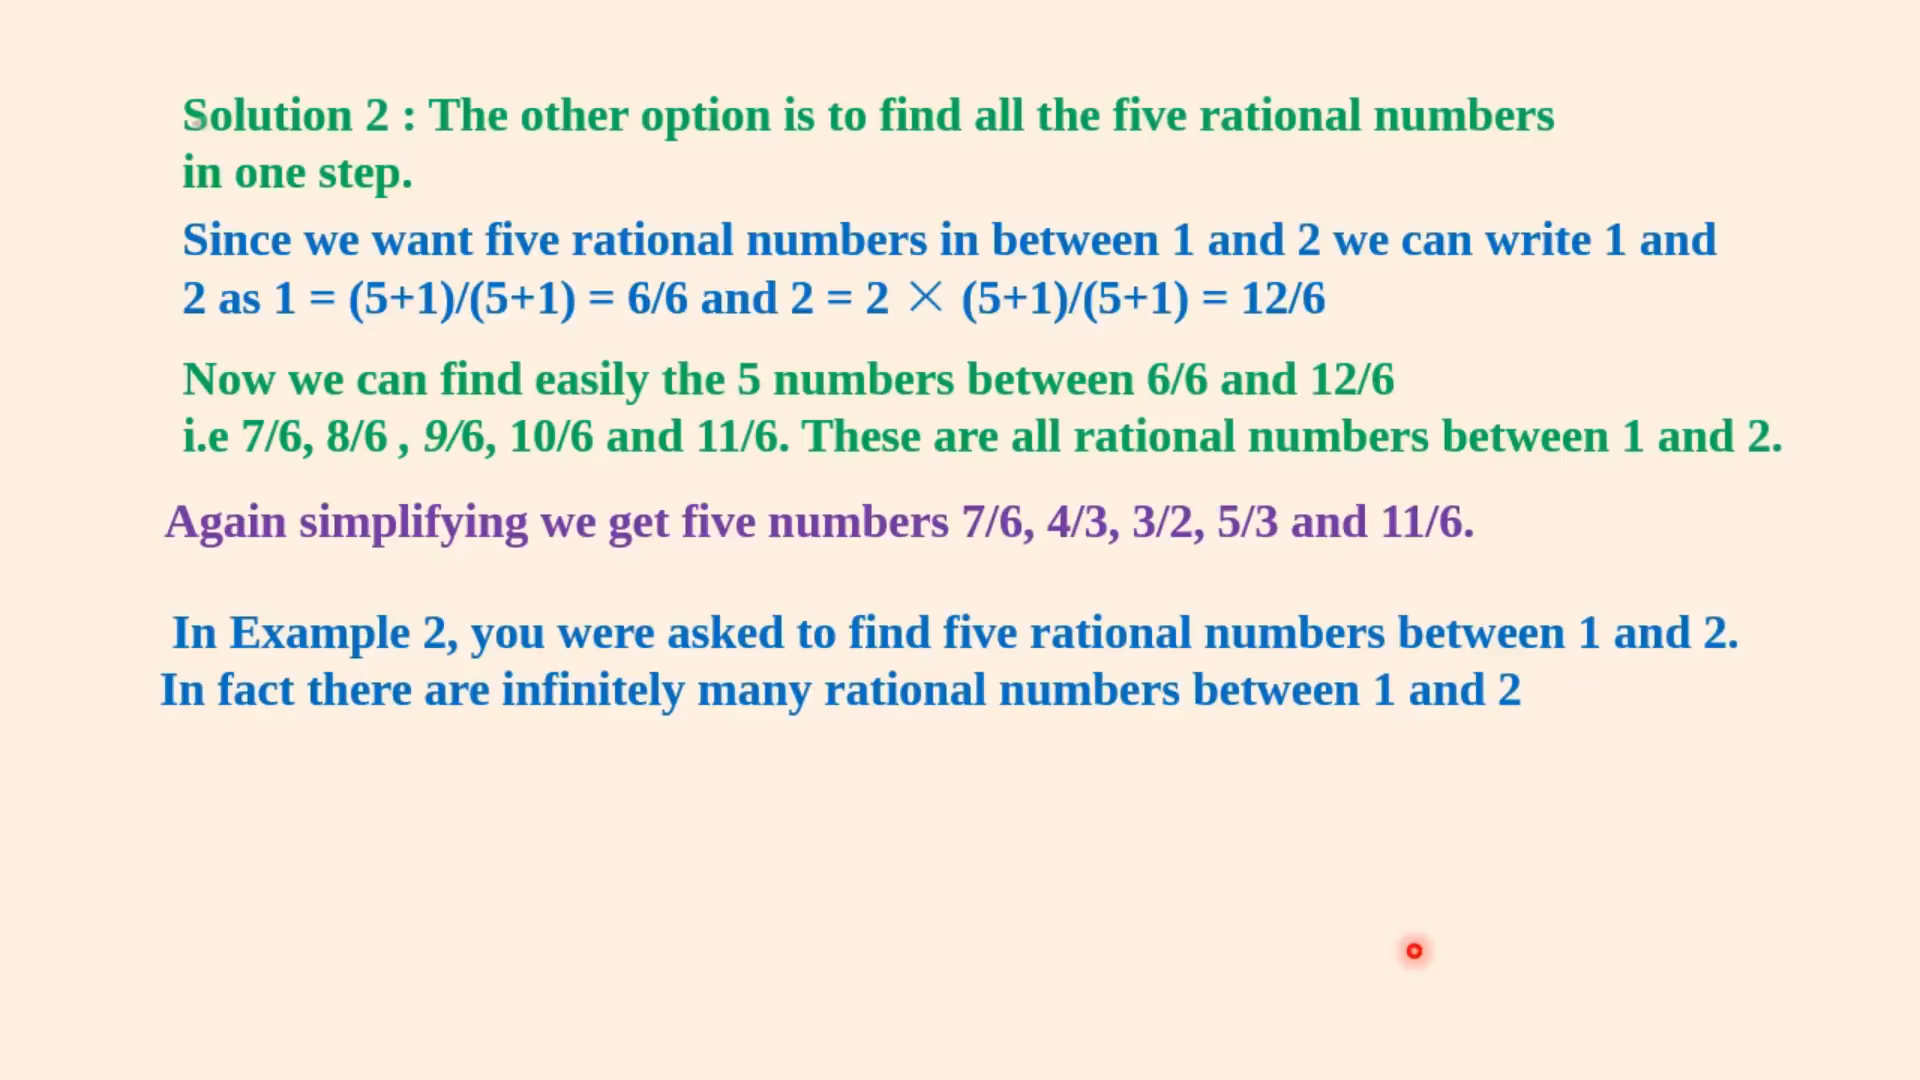 Solution 2 : The other option is to find all the five rational numbers
in one step.
Since we want five rational numbers in between 1 and 2 we can write 1 and
2 as 1 = (5+1)/(5+1) = 6/6 and 2 = 2 × (5+1)/(5+1) = 12/6
Now we can find easily the 5 numbers between 6/6 and 12/6
i.e 7/6, 8/6 , 9/6, 10/6 and 11/6. These are all rational numbers between 1 and 2.
Again simplifying we get five numbers 7/6, 4/3, 3/2, 5/3 and 11/6.
In Example 2, you were asked to find five rational numbers between 1 and 2.
In fact there are infinitely many rational numbers between 1 and 2